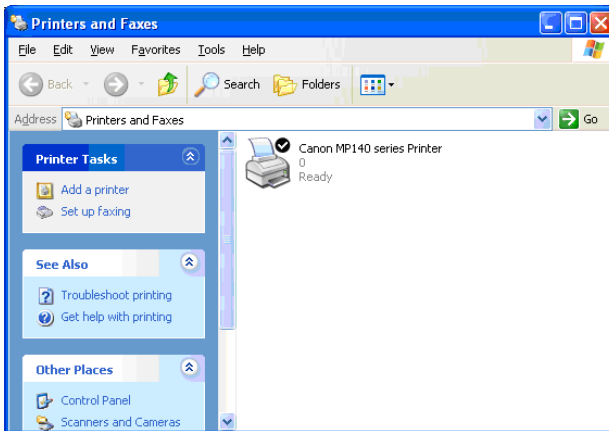 Printers and Faxes
File Edit View Favorites Tools Help
Back Search Folders
Address Printers and Faxes Go
Printer Tasks
Add a printer
Set up faxing
See Also
Troubleshoot printing
Get help with printing
Other Places
Control Panel
Scanners and Cameras
Canon MP140 series Printer
0
Ready